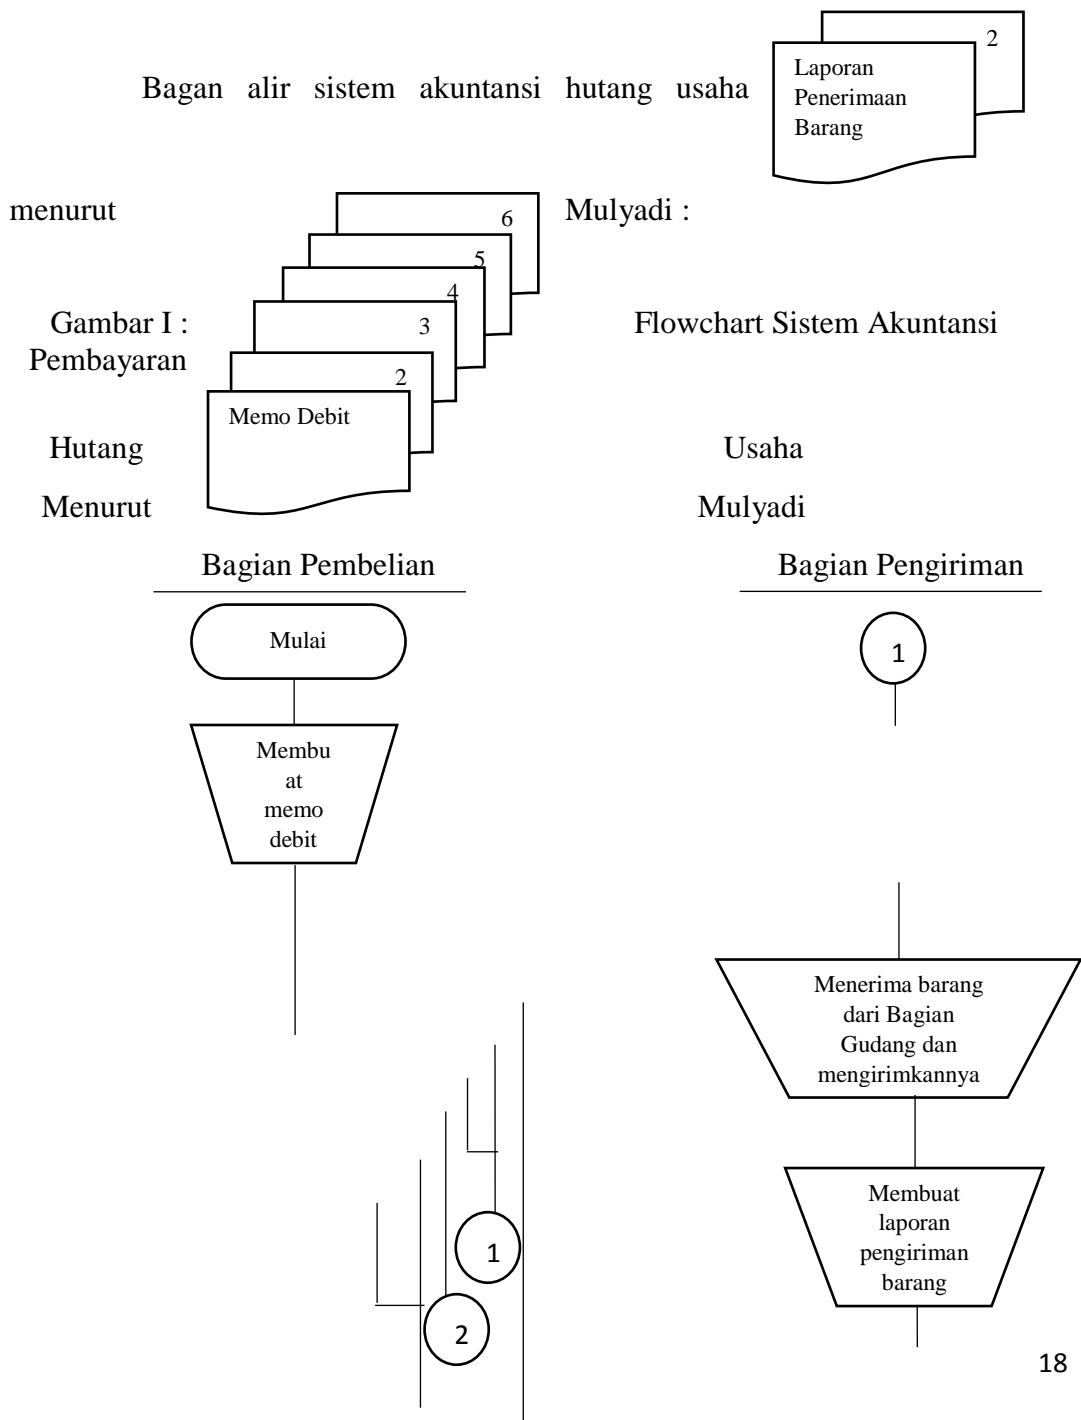 2
Laporan
Penerimaan
Barang
Bagan alir sistem akuntansi hutang usaha
menurut Mulyadi :
6
5
4
3
2
Memo Debit
Gambar I : Flowchart Sistem Akuntansi
Pembayaran
Hutang Usaha
Menurut Mulyadi
Bagian Pembelian
Mulai
Membu
at
memo
debit
1
2
Bagian Pengiriman
1
Menerima barang
dari Bagian
Gudang dan
mengirimkannya
Membuat
laporan
pengiriman
barang
18